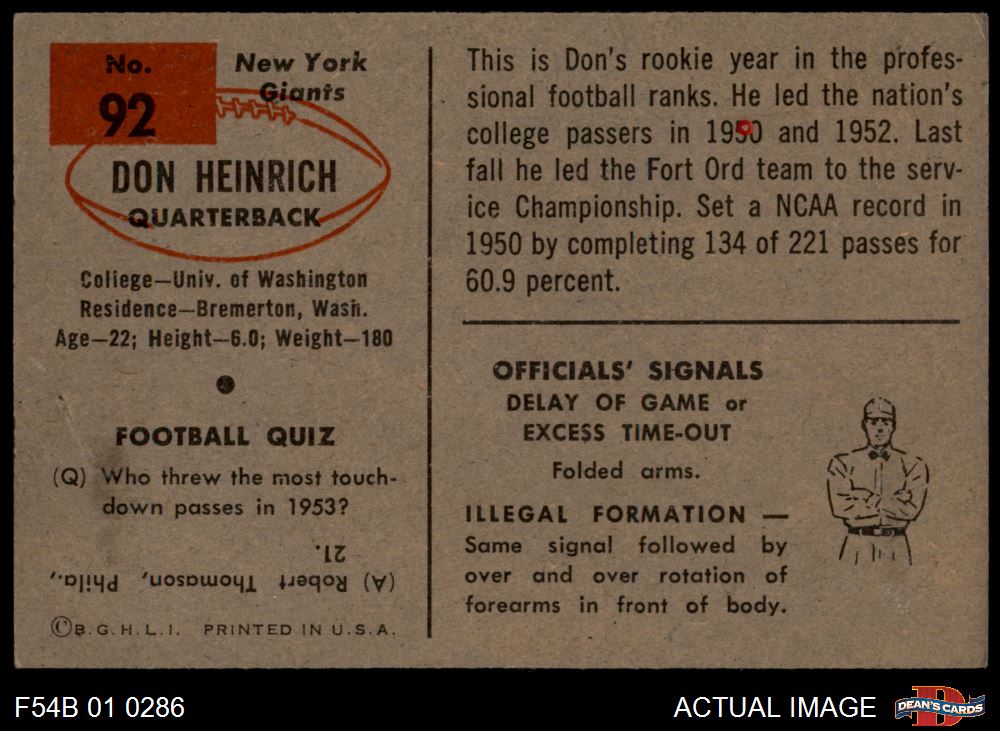 No.
92
New York
Giants
DON HEINRICH
QUARTERBACK
College—Univ. of Washington
Residence—Bremerton, Wash.
Age—22; Height—6.0; Weight—180
FOOTBALL QUIZ
(Q) Who threw the most touch-
down passes in 1953?
(A) Robert Thomason, Phila.,
21.
©B.G.H.L.I. PRINTED IN U.S.A.
This is Don's rookie year in the profes-
sional football ranks. He led the nation's
college passers in 1950 and 1952. Last
fall he led the Fort Ord team to the serv-
ice Championship. Set a NCAA record in
1950 by completing 134 of 221 passes for
60.9 percent.
OFFICIALS' SIGNALS
DELAY OF GAME or
EXCESS TIME-OUT
Folded arms.
ILLEGAL FORMATION —
Same signal followed by
over and over rotation of
forearms in front of body.
F54B 01 0286
ACTUAL IMAGE
D
DEAN'S CARDS